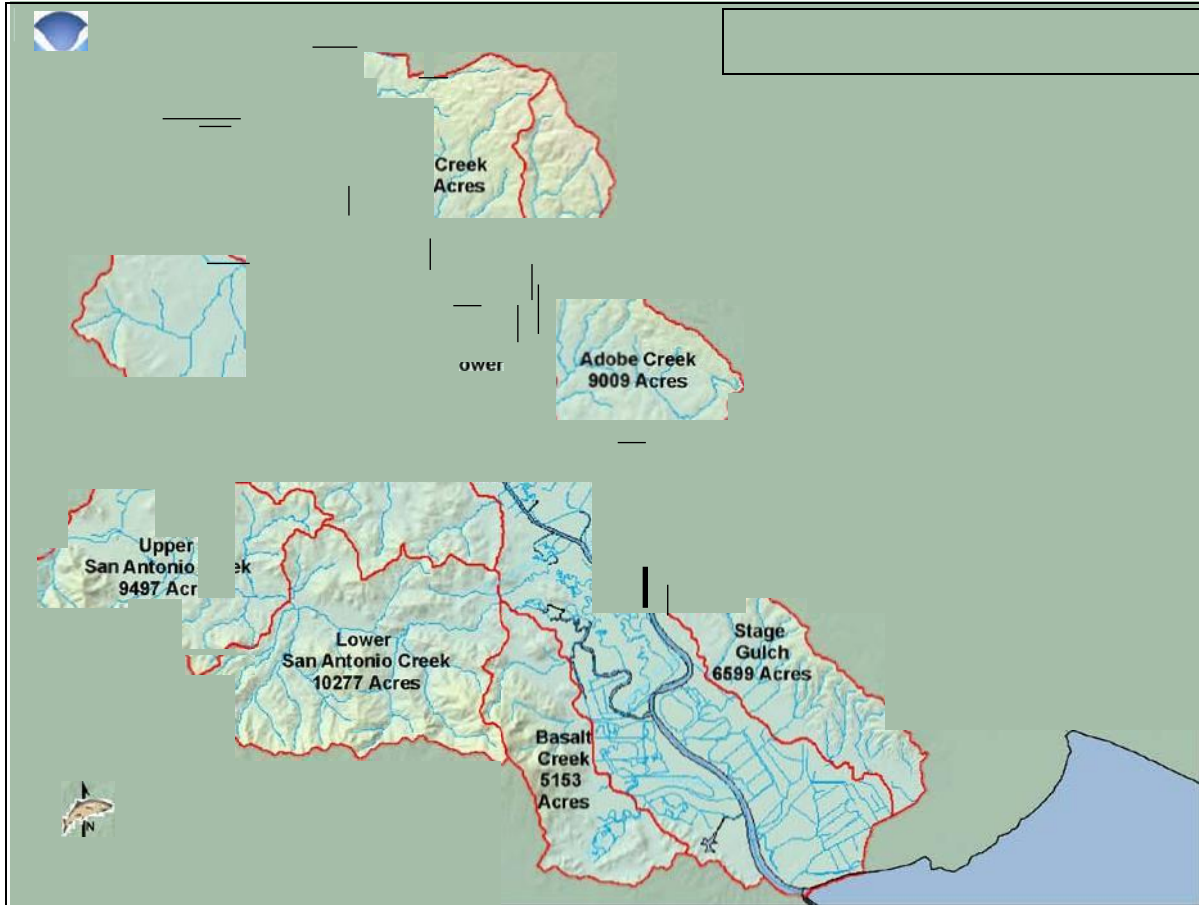 Creek
Acres
ower
Adobe Creek
9009 Acres
Upper
San Antonio ek
9497 Acr
Lower
San Antonio Creek
10277 Acres
Stage
Gulch
6599 Acres
Basalt
Creek
5153
Acres
N